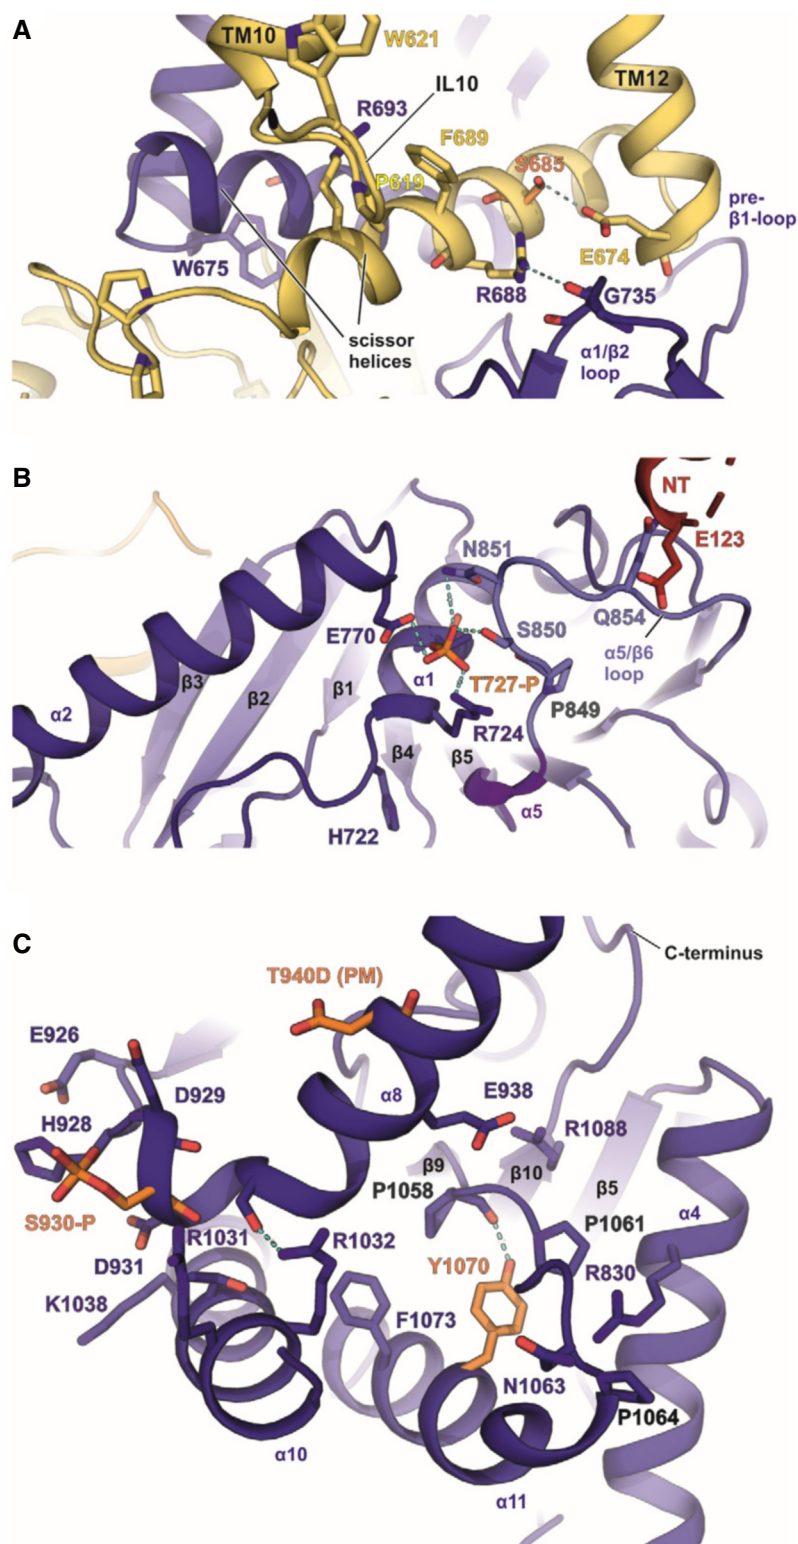 A
TM10
W621
IL10
TM12
R693
F689
S685
P619
pre-
β1-loop
W675
E674
R688
G735
scissor
helices
α1/β2
loop
B
NT
E123
N851
E770
S850
Q854
α5/β6
loop
α1
T727-P
β3
β2
β1
α2
P849
R724
β4
β5
α5
H722
C
C-terminus
T940D (PM)
E926
D929
α8
E938
H928
R1088
β9
β10
P1058
β5
α4
S930-P
P1061
R1031
R1032
Y1070
D931
R830
K1038
F1073
N1063
P1064
α10
α11